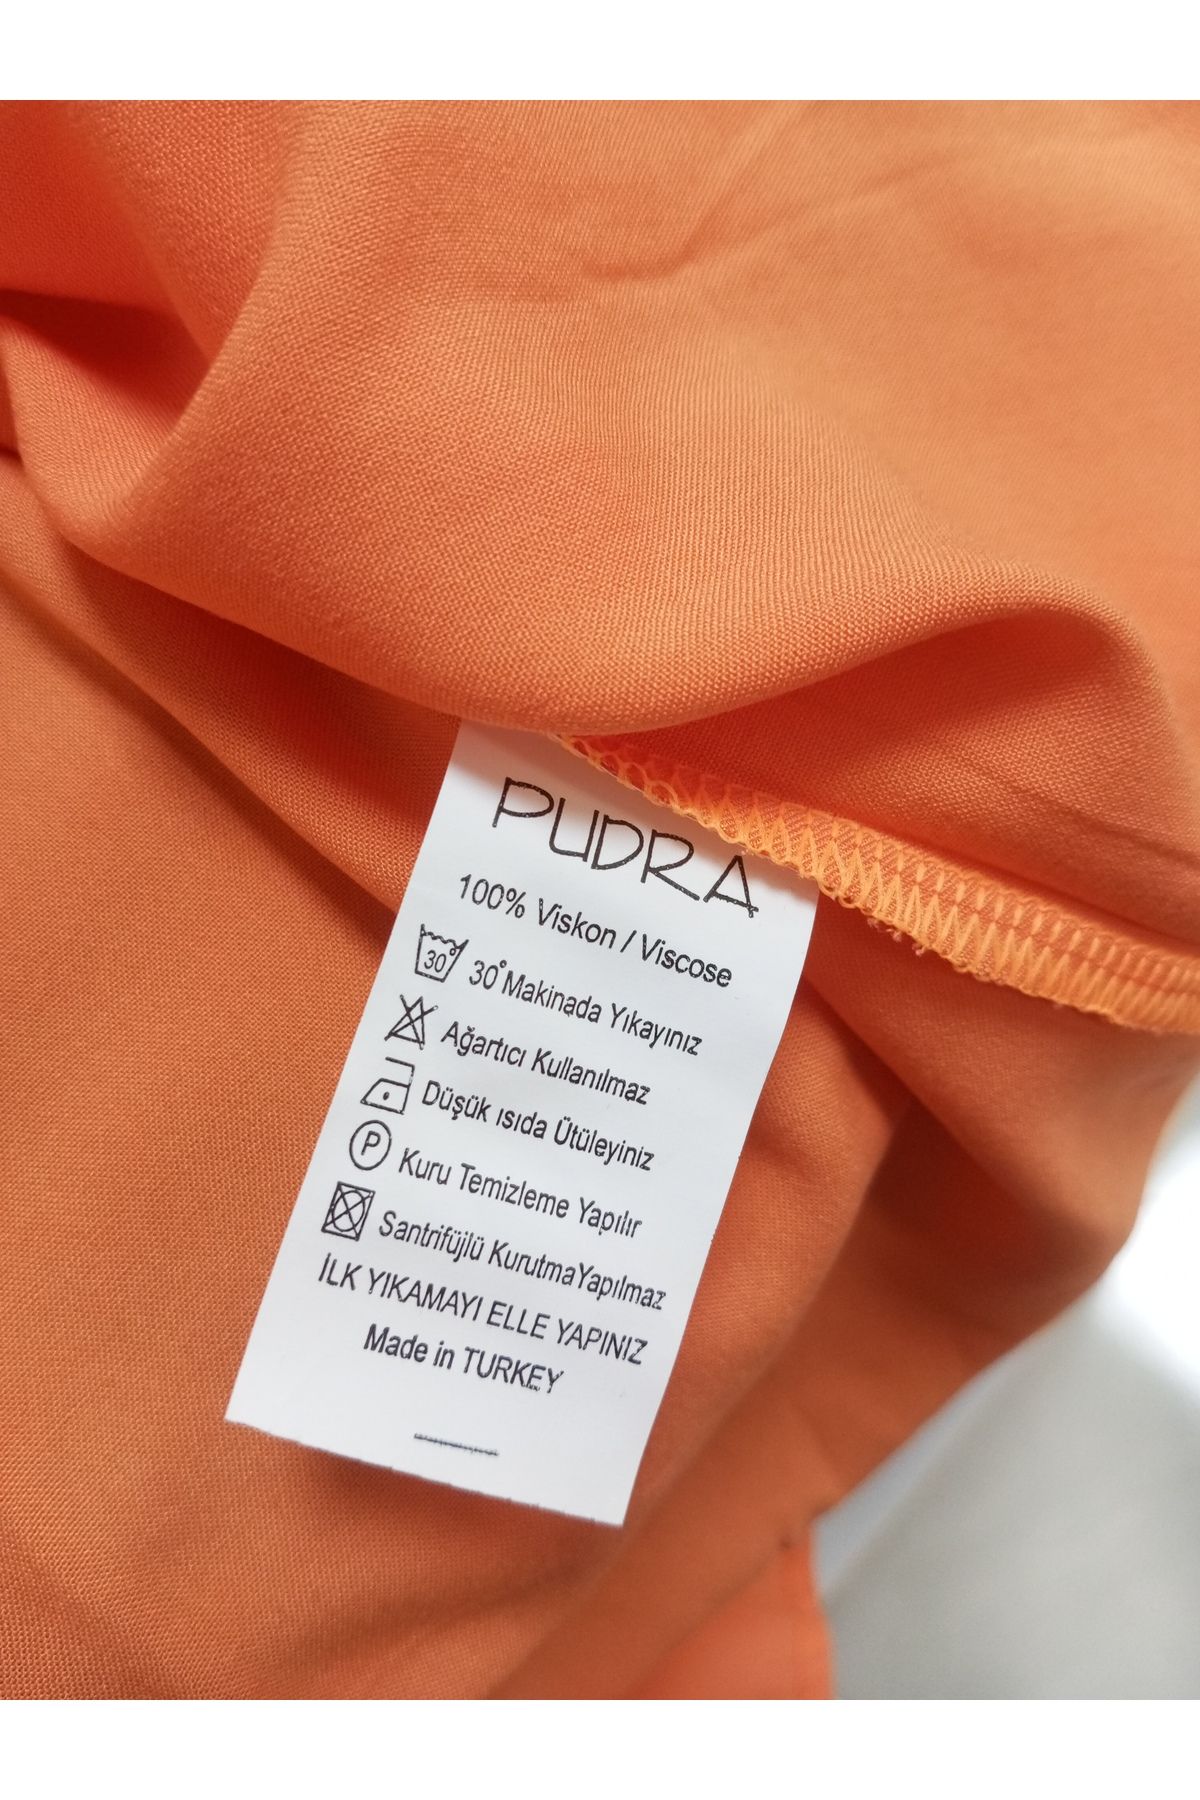 PUDRA
100% Viskon / Viscose
30° 30° Makinada Yıkayınız
Ağartıcı Kullanılmaz
Düşük ısıda Ütüleyiniz
P Kuru Temizleme Yapılır
Santrifüjlü KurutmaYapılmaz
İLK YIKAMAYI ELLE YAPINIZ
Made in TURKEY